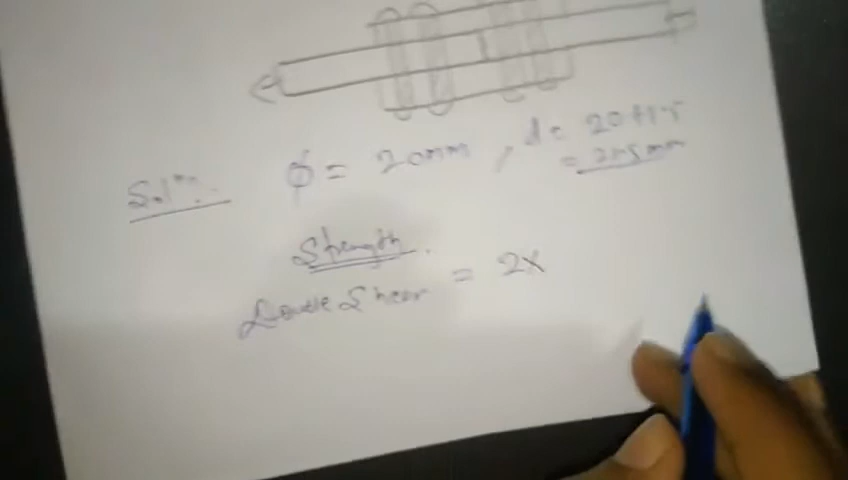 Solⁿ:- ϕ = 20mm, d = 20+1.5
= 21.5mm
Strength.
Double Shear = 2×